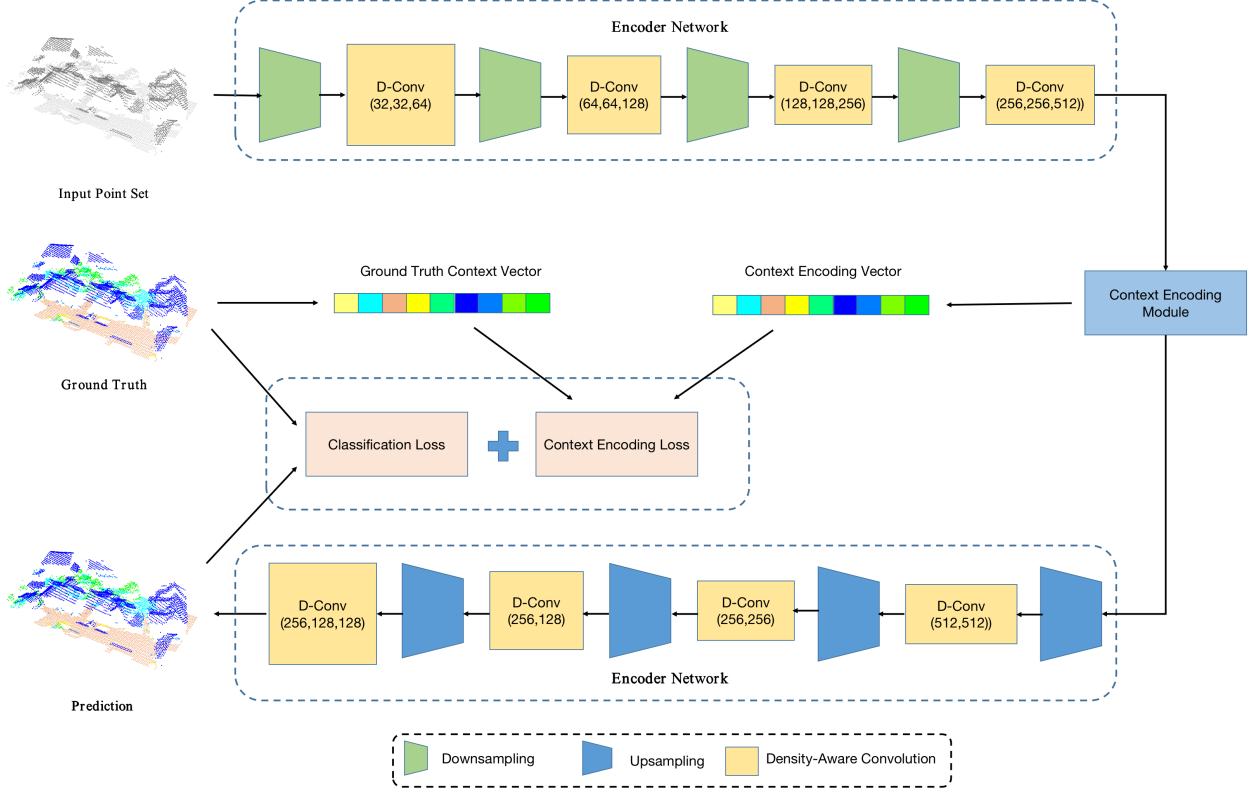 Encoder Network
D-Conv
(32,32,64)
D-Conv
(64,64,128)
D-Conv
(128,128,256)
D-Conv
(256,256,512))
Input Point Set
Ground Truth Context Vector
Context Encoding Vector
Context Encoding
Module
Ground Truth
Classification Loss
Context Encoding Loss
D-Conv
(256,128,128)
D-Conv
(256,128)
D-Conv
(256,256)
D-Conv
(512,512))
Encoder Network
Prediction
Downsampling
Upsampling
Density-Aware Convolution